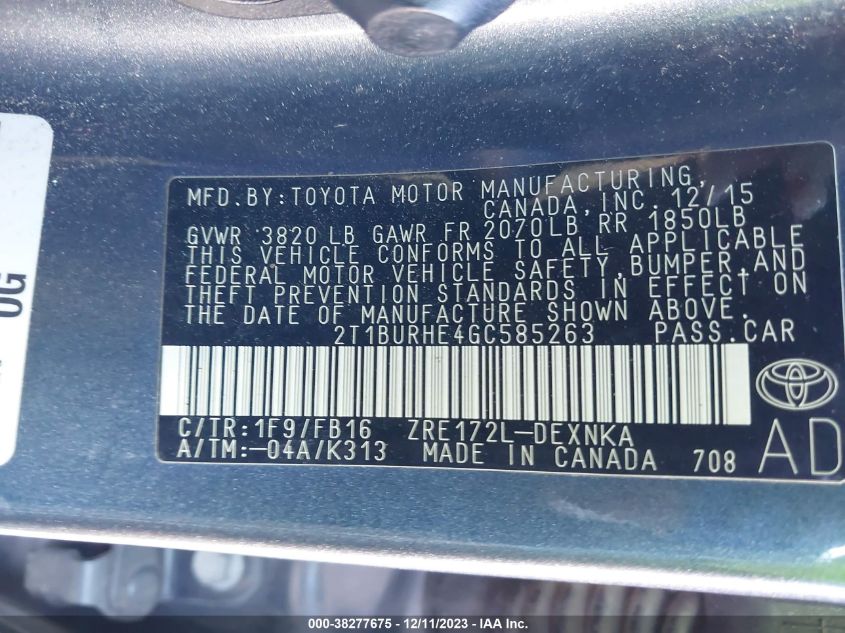 MFD.BY:TOYOTA MOTOR MANUFACTURING,
CANADA,INC. 12/15
GVWR 3820 LB GAWR FR 2070LB, RR 1850LB
THIS VEHICLE CONFORMS TO ALL APPLICABLE
FEDERAL MOTOR VEHICLE SAFETY,BUMPER,AND
THEFT PREVENTION STANDARDS IN EFFECT ON
THE DATE OF MANUFACTURE SHOWN ABOVE.
2T1BURHE4GC585263 PASS.CAR
C/TR:1F9/FB16 ZRE172L-DEXNKA
A/TM:-04A/K313 MADE IN CANADA 708
AD
OG
000-38277675 - 12/11/2023 - IAA Inc.